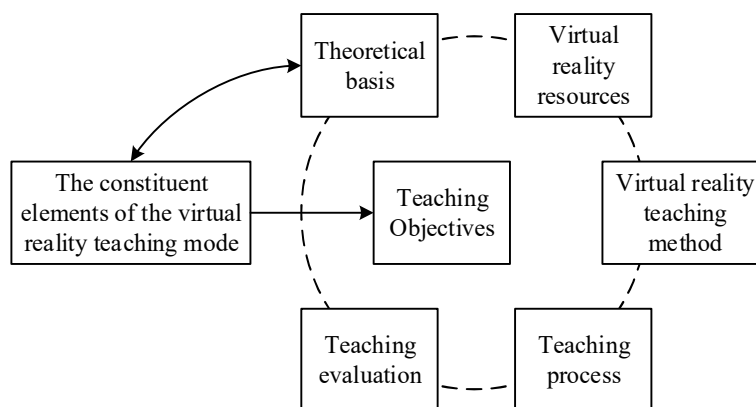 Theoretical
basis
Virtual
reality
resources
The constituent
elements of the virtual
reality teaching mode
Teaching
Objectives
Virtual reality
teaching
method
Teaching
evaluation
Teaching
process